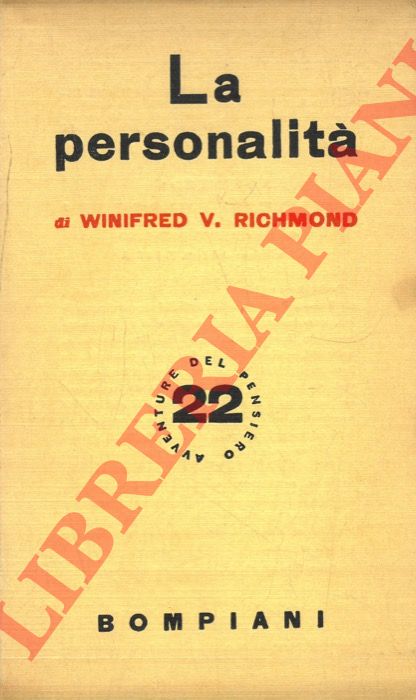 La
personalità
di WINIFRED V. RICHMOND
AVVENTURE DEL PENSIERO
22
BOMPIANI
LIBRERIA PIANI